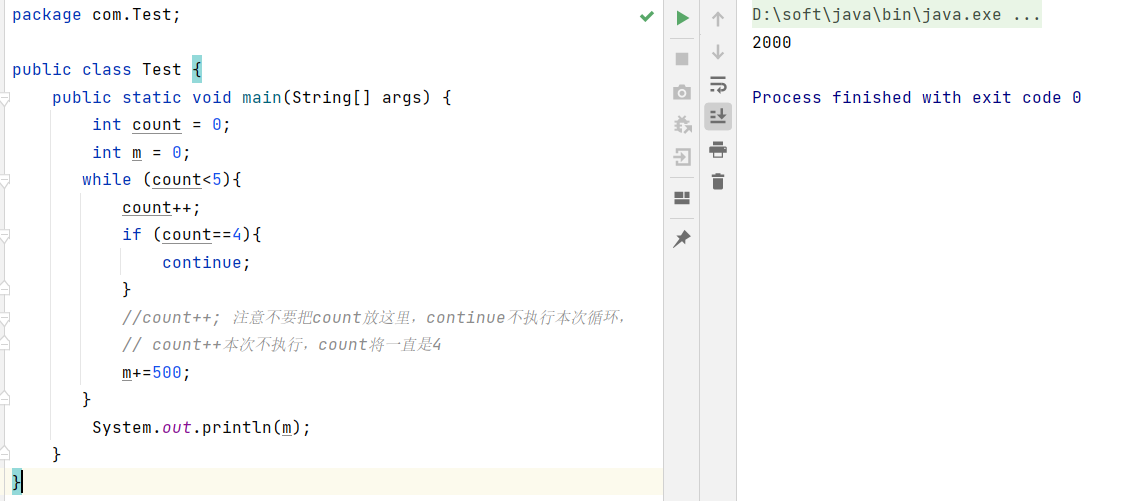 package com.Test;
public class Test {
public static void main(String[] args) {
int count = 0;
int m = 0;
while (count<5){
count++;
if (count==4){
continue;
}
//count++; 注意不要把count放这里，continue不执行本次循环，
// count++本次不执行，count将一直是4
m+=500;
}
System.out.println(m);
}
}
D:\soft\java\bin\java.exe ...
2000
Process finished with exit code 0